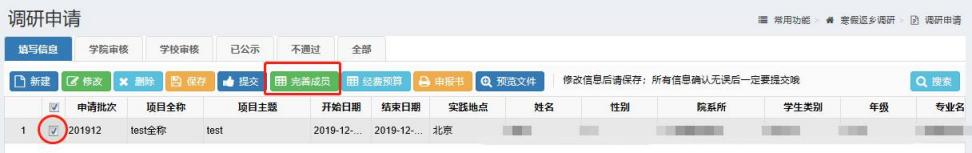 调研申请
常用功能 > 寒假返乡调研 > 调研申请
填写信息 学院审核 学校审核 已公示 不通过 全部
新建 修改 删除 保存 提交 完善成员 经费预算 申报书 预览文件 修改信息后请保存；所有信息确认无误后一定要提交哦 搜索
申请批次 项目全称 项目主题 开始日期 结束日期 实践地点 姓名 性别 院系所 学生类别 年级 专业名
1 201912 test全称 test 2019-12-... 2019-12-... 北京